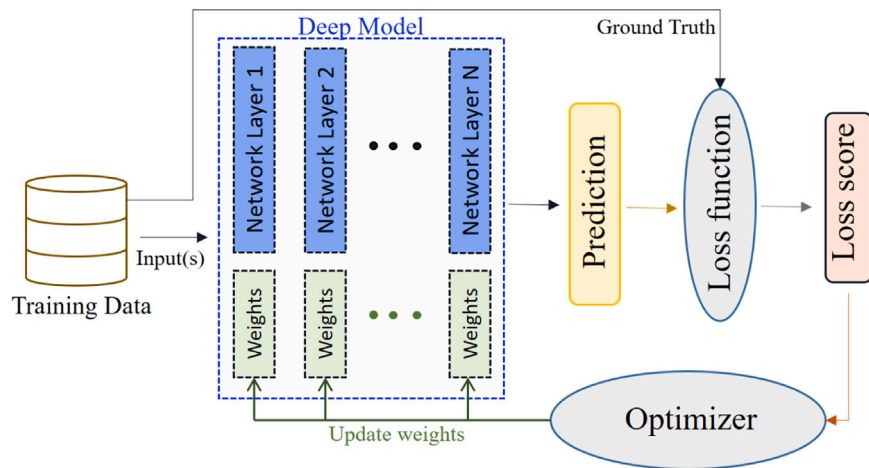 Deep Model
Ground Truth
Network Layer 1
Network Layer 2
Network Layer N
Prediction
Loss function
Loss score
Input(s)
Training Data
Weights
Weights
Weights
Optimizer
Update weights